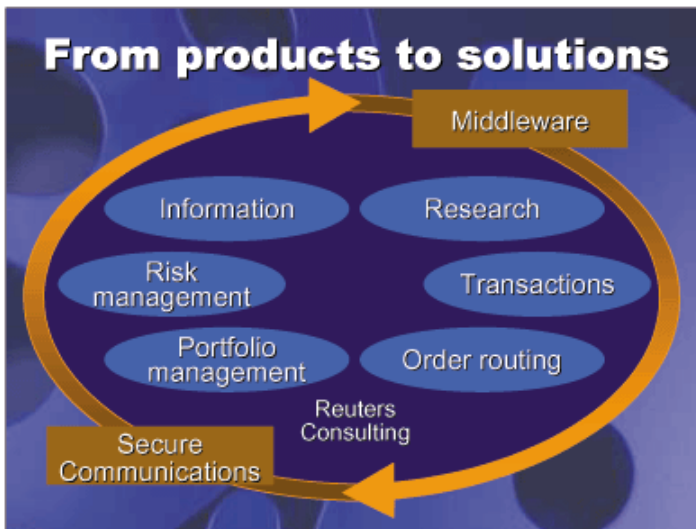 From products to solutions
Middleware
Information
Research
Risk
management
Transactions
Portfolio
management
Order routing
Reuters
Consulting
Secure
Communications